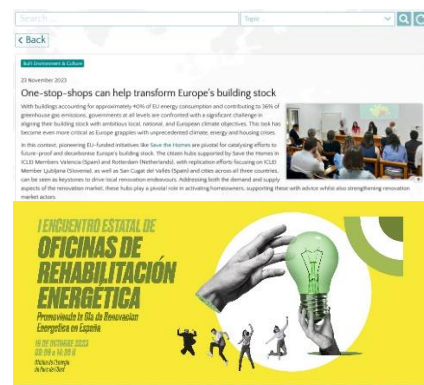 Search ...
Topic ...
< Back
Built Environment & Culture
23 November 2023
One-stop-shops can help transform Europe's building stock
With buildings accounting for approximately 40% of EU energy consumption and contributing to 36% of
greenhouse gas emissions, governments at all levels are confronted with a significant challenge in
aligning their building stock with ambitious local, national, and European climate objectives. This task has
become even more critical as Europe grapples with unprecedented climate, energy and housing crises.
In this context, pioneering EU-funded initiatives like Save the Homes are pivotal for catalysing efforts to
future-proof and decarbonise Europe's building stock. The citizen hubs supported by Save the Homes in
ICLEI Members Valencia (Spain) and Rotterdam (Netherlands), with replication efforts focusing on ICLEI
Member Ljubljana (Slovenia), as well as San Cugat del Vallès (Spain) and cities across all three countries,
can be seen as keystones to drive local renovation endeavours. Addressing both the demand and supply
aspects of the renovation market, these hubs play a pivotal role in activating homeowners, supporting these
with advice whilst also strengthening renovation
market actors.
I ENCUENTRO ESTATAL DE
OFICINAS DE
REHABILITACIÓN
ENERGÉTICA
Promoviendo la Ola de Renovación
Energética en España